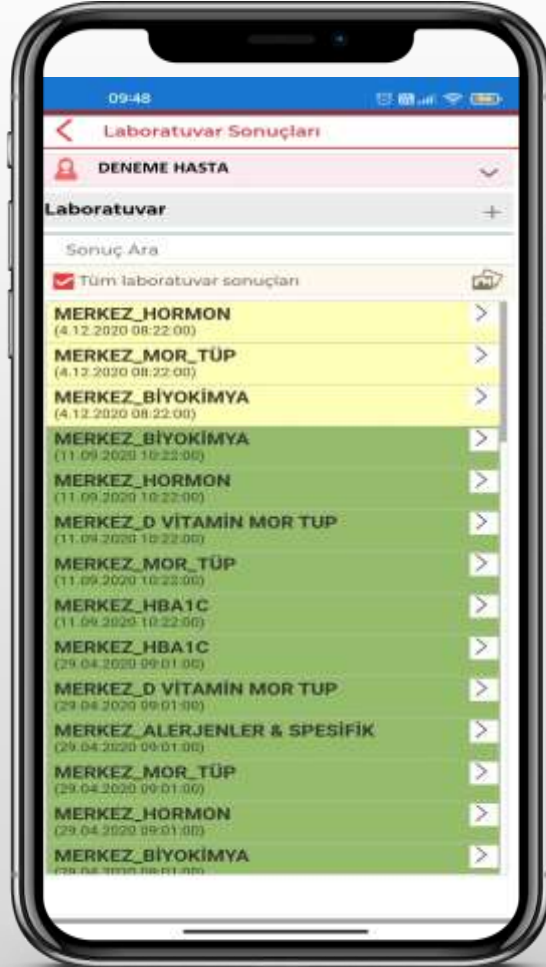 09:48
Laboratuvar Sonuçları
DENEME HASTA
Laboratuvar
Sonuç Ara
Tüm laboratuvar sonuçları
MERKEZ_HORMON
(4.12.2020 08:22:00)
MERKEZ_MOR_TÜP
(4.12.2020 08:22:00)
MERKEZ_BİYOKİMYA
(4.12.2020 08:22:00)
MERKEZ_BİYOKİMYA
(11.09.2020 10:22:00)
MERKEZ_HORMON
(11.09.2020 10:22:00)
MERKEZ_D VİTAMİN MOR TUP
(11.09.2020 10:22:00)
MERKEZ_MOR_TÜP
(11.09.2020 10:22:00)
MERKEZ_HBA1C
(11.09.2020 10:22:00)
MERKEZ_HBA1C
(29.04.2020 09:01:00)
MERKEZ_D VİTAMİN MOR TUP
(29.04.2020 09:01:00)
MERKEZ_ALERJENLER & SPESİFİK
(29.04.2020 09:01:00)
MERKEZ_MOR_TÜP
(29.04.2020 09:01:00)
MERKEZ_HORMON
(29.04.2020 09:01:00)
MERKEZ_BİYOKİMYA
(29.04.2020 09:01:00)